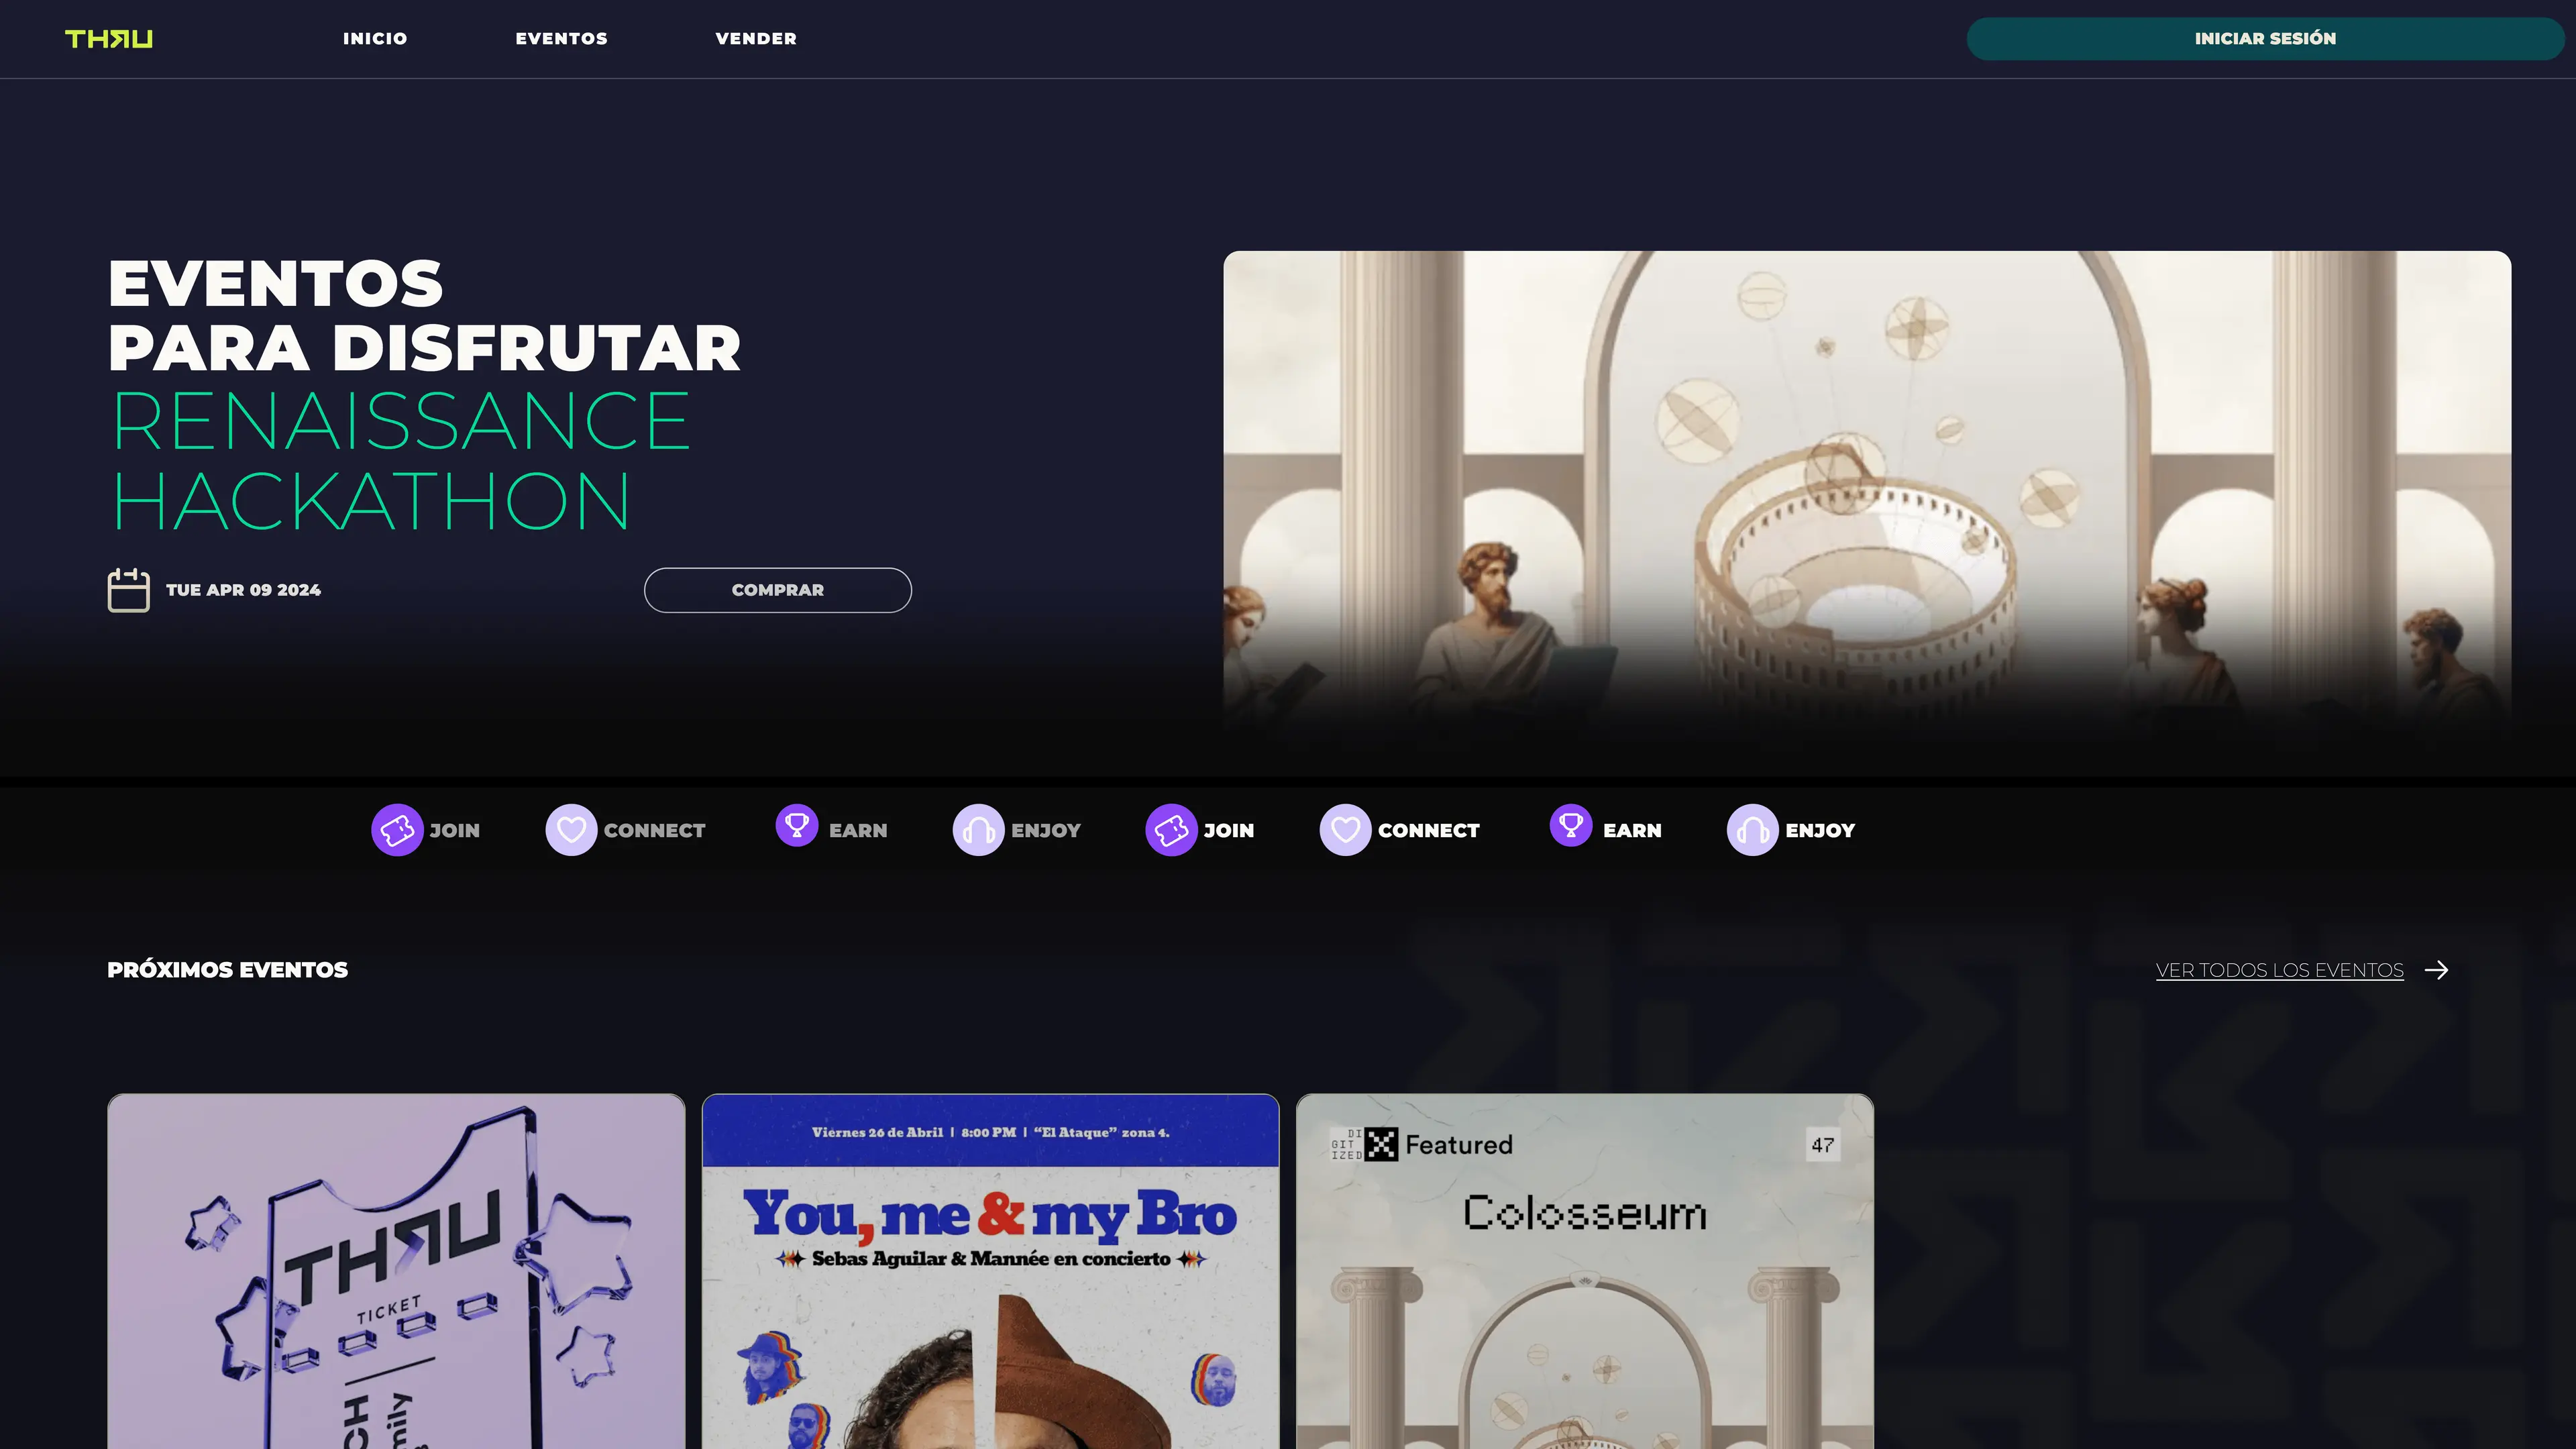 THRU
INICIO
EVENTOS
VENDER
INICIAR SESIÓN
EVENTOS
PARA DISFRUTAR
RENAISSANCE
HACKATHON
TUE APR 09 2024
COMPRAR
JOIN
CONNECT
EARN
ENJOY
JOIN
CONNECT
EARN
ENJOY
PRÓXIMOS EVENTOS
VER TODOS LOS EVENTOS
THRU
TICKET
Viernes 26 de Abril | 8:00 PM | “El Ataque” zona 4.
You, me & my Bro
Sebas Aguilar & Mannée en concierto
DI
GIT
IZED
Featured
47
Colosseum